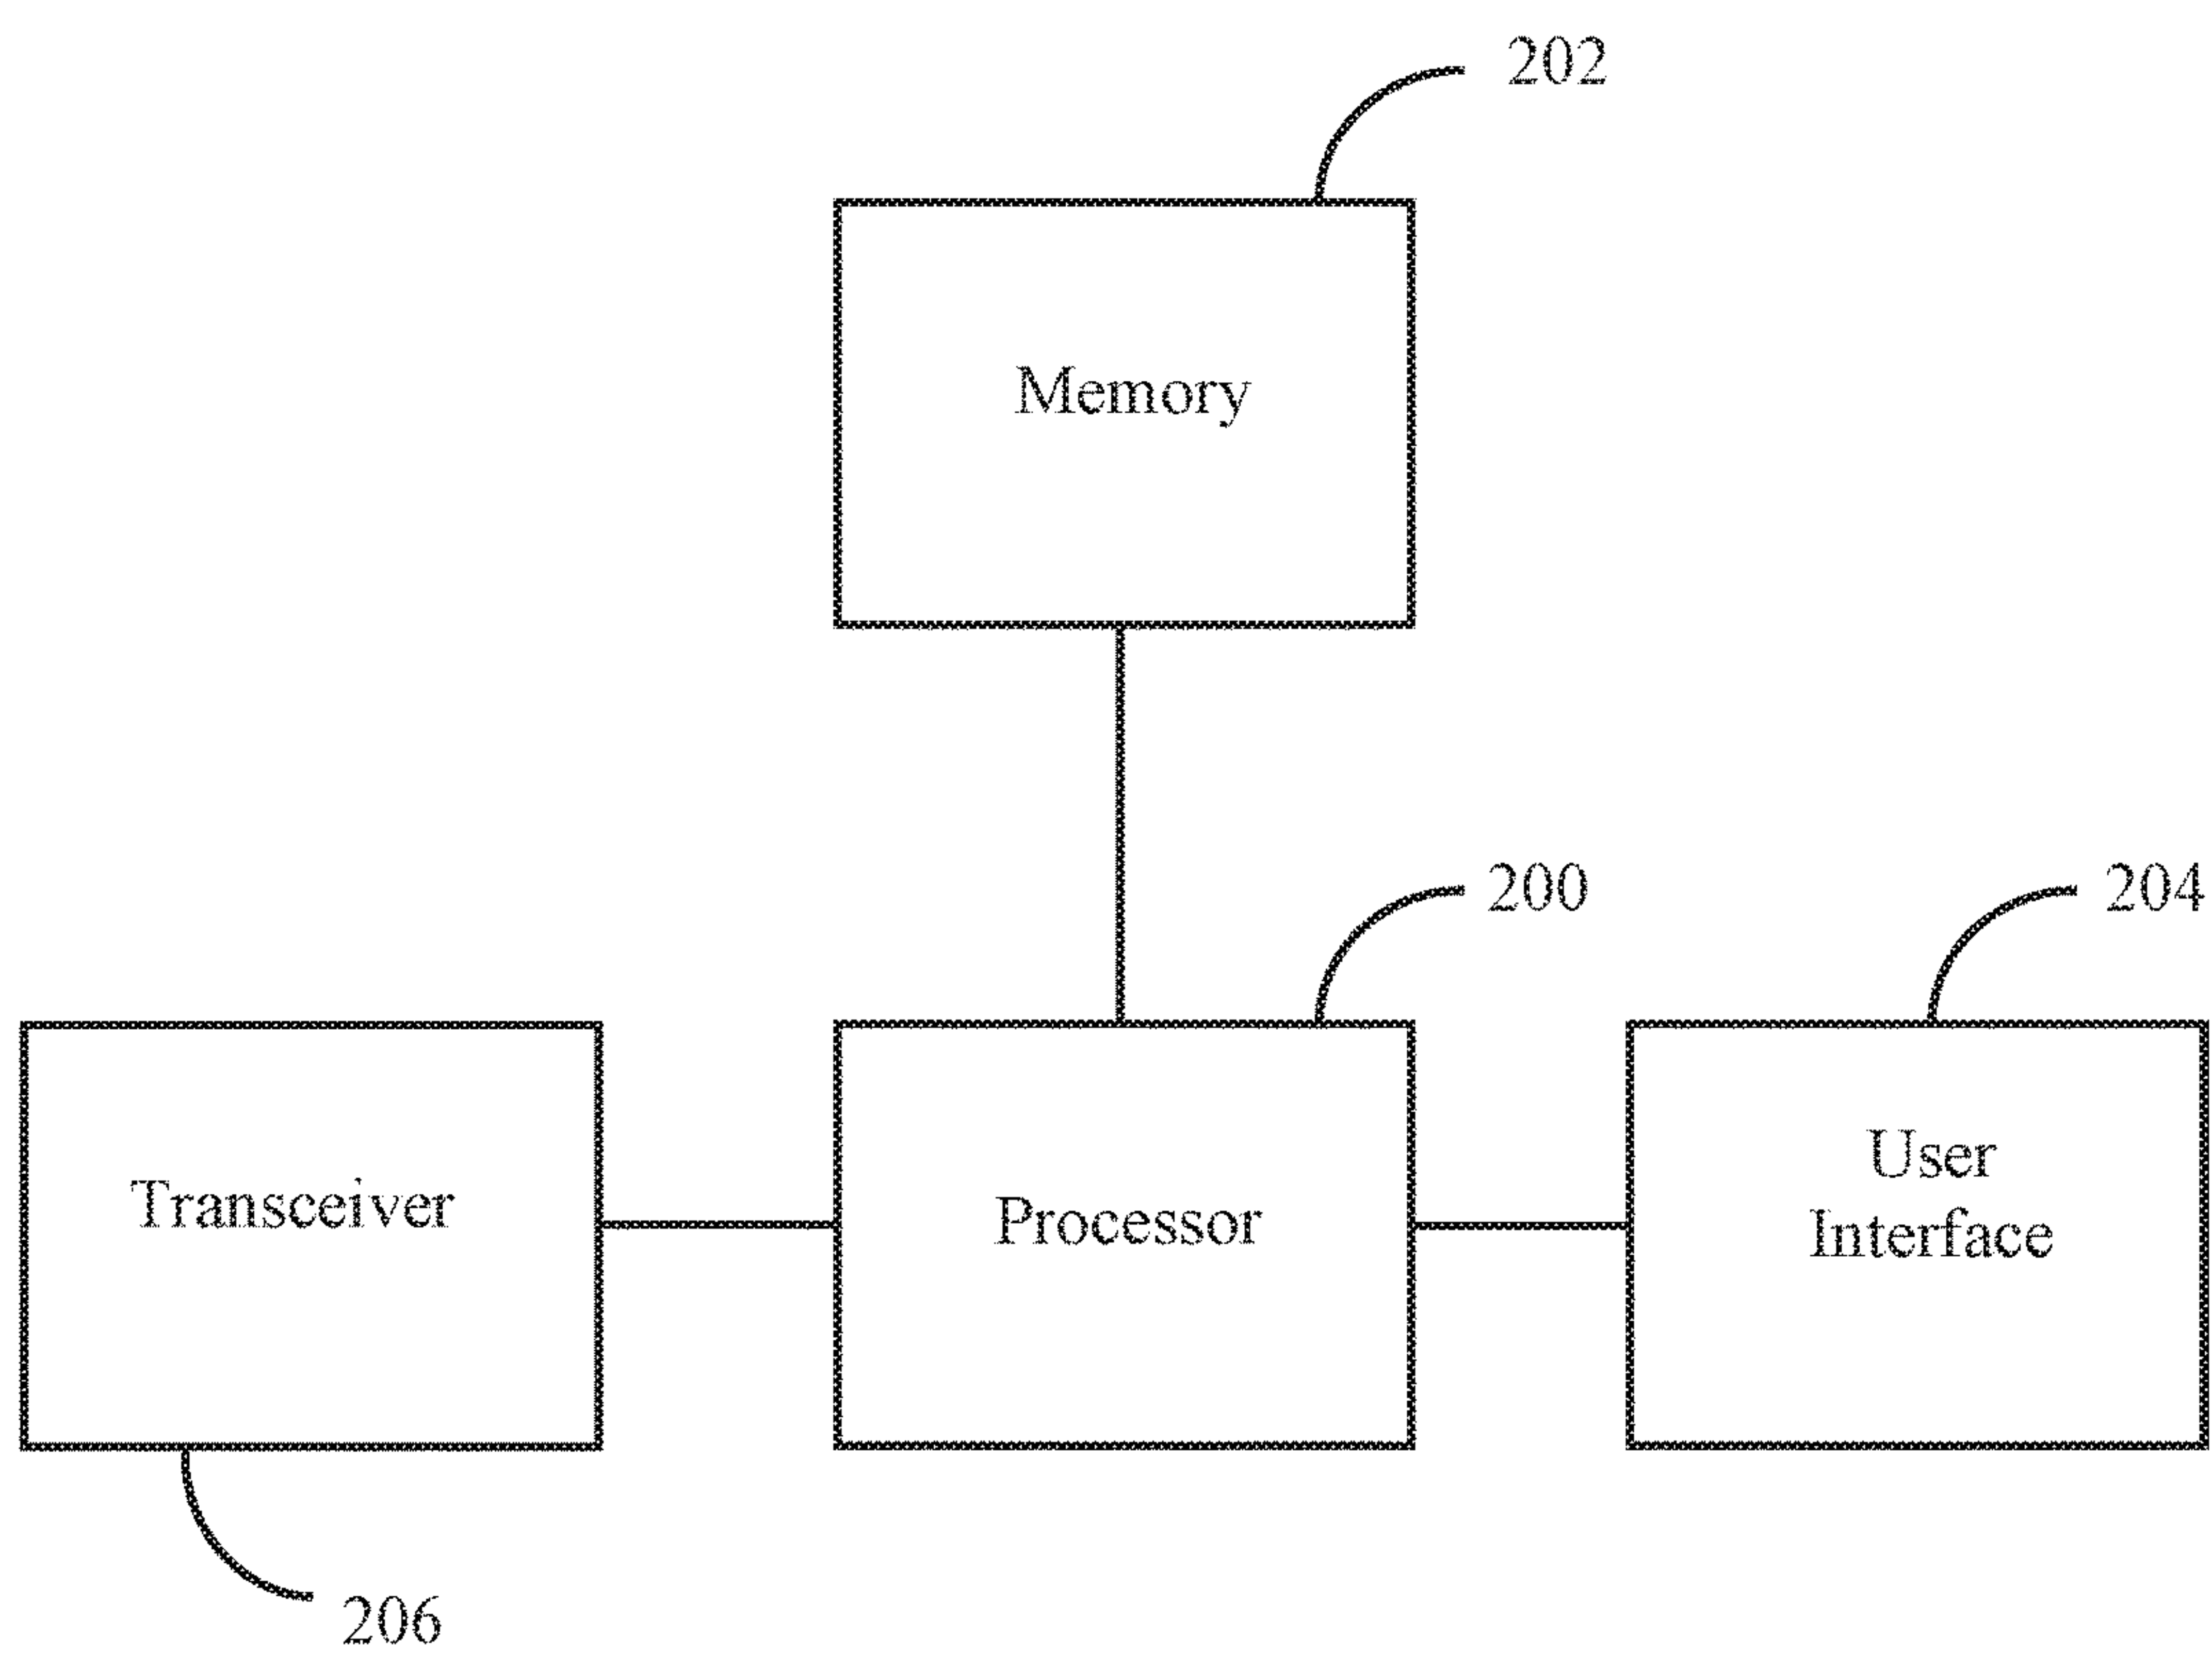 202
Memory
200
204
Transceiver
Processor
User
Interface
206